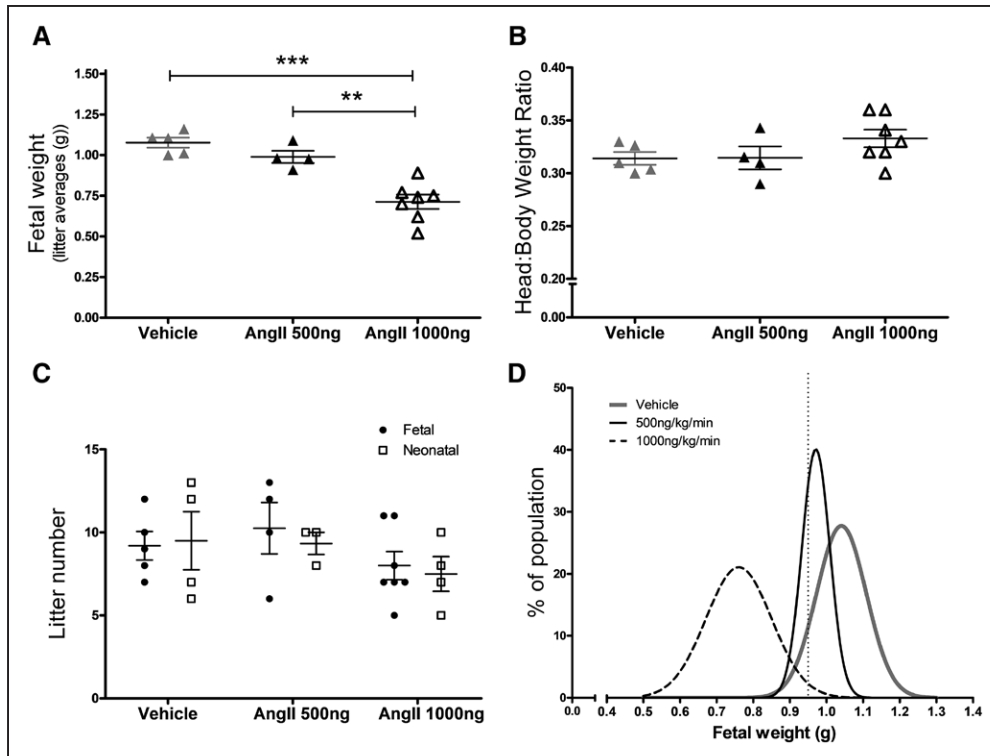 A
Fetal weight
(litter averages (g))
1.50
1.25
1.00
0.75
0.50
0.25
0.00
***
**
Vehicle
AngII 500ng
AngII 1000ng
B
Head:Body Weight Ratio
0.40
0.35
0.30
0.25
0.20
0.00
Vehicle
AngII 500ng
AngII 1000ng
C
Litter number
15
10
5
0
Fetal
Neonatal
Vehicle
AngII 500ng
AngII 1000ng
D
% of population
50
40
30
20
10
0
Vehicle
500ng/kg/min
1000ng/kg/min
0.0 0.4 0.5 0.6 0.7 0.8 0.9 1.0 1.1 1.2 1.3 1.4
Fetal weight (g)